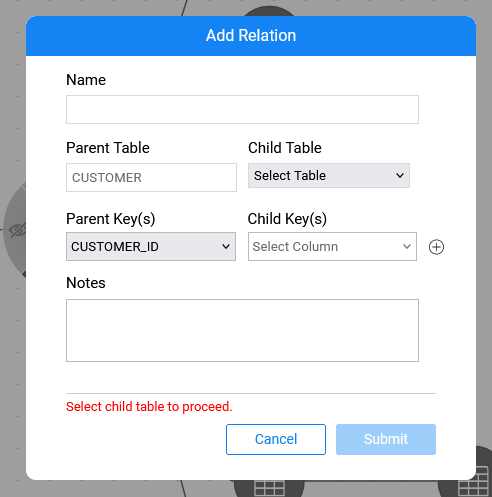 Add Relation
Name
Parent Table Child Table
CUSTOMER Select Table
Parent Key(s) Child Key(s)
CUSTOMER_ID Select Column
Notes
Select child table to proceed.
Cancel Submit